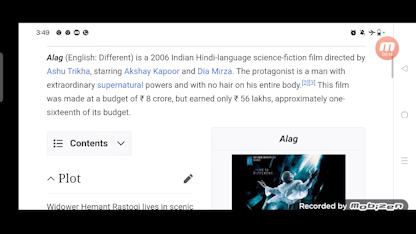 3:49
Alag (English: Different) is a 2006 Indian Hindi-language science-fiction film directed by
Ashu Trikha, starring Akshay Kapoor and Dia Mirza. The protagonist is a man with
extraordinary supernatural powers and with no hair on his entire body.[2][3] This film
was made at a budget of ₹ 8 crore, but earned only ₹ 56 lakhs, approximately one-
sixteenth of its budget.
Contents
Alag
Plot
Widower Hemant Rastogi lives in scenic
Recorded by Mobizen